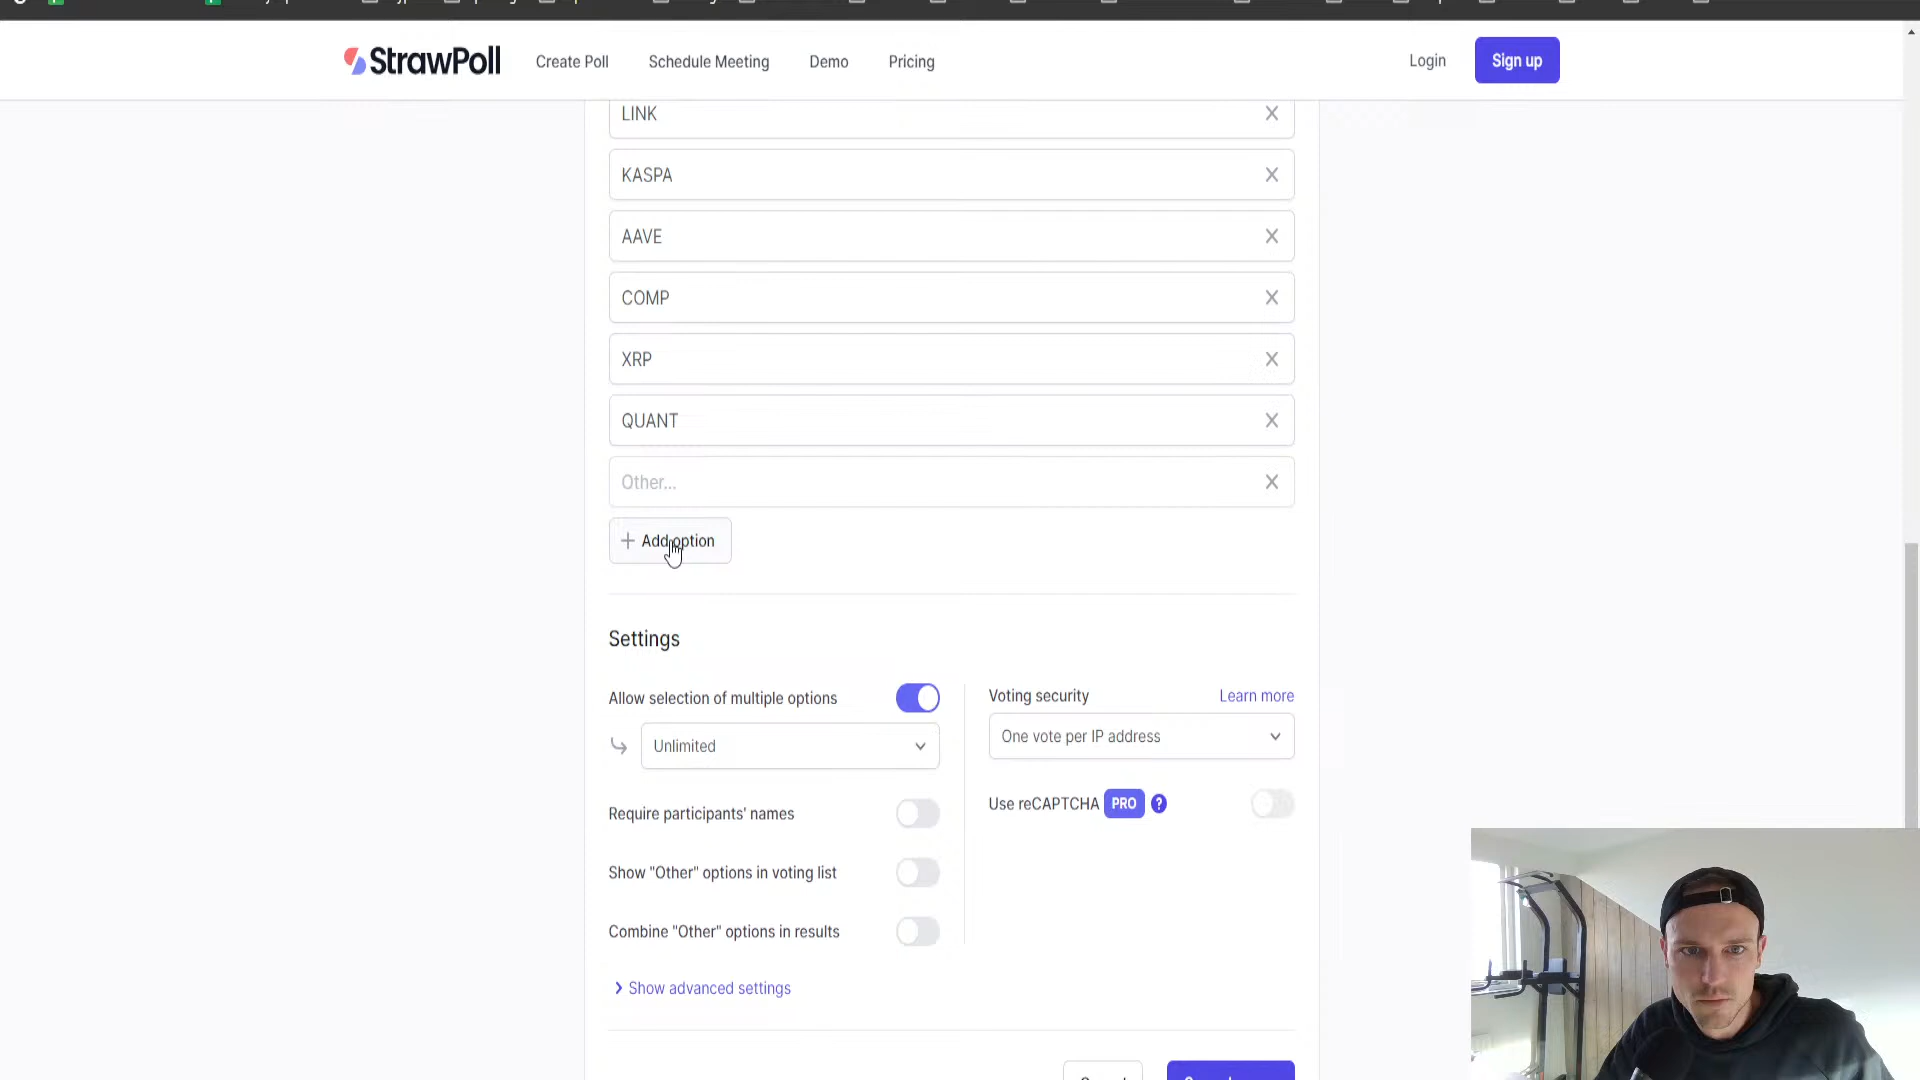 StrawPoll
Create Poll
Schedule Meeting
Demo
Pricing
Login
Sign up
LINK
KASPA
AAVE
COMP
XRP
QUANT
Other...
Add option
Settings
Allow selection of multiple options
Unlimited
Require participants' names
Show "Other" options in voting list
Combine "Other" options in results
Show advanced settings
Voting security
Learn more
One vote per IP address
Use reCAPTCHA PRO ?